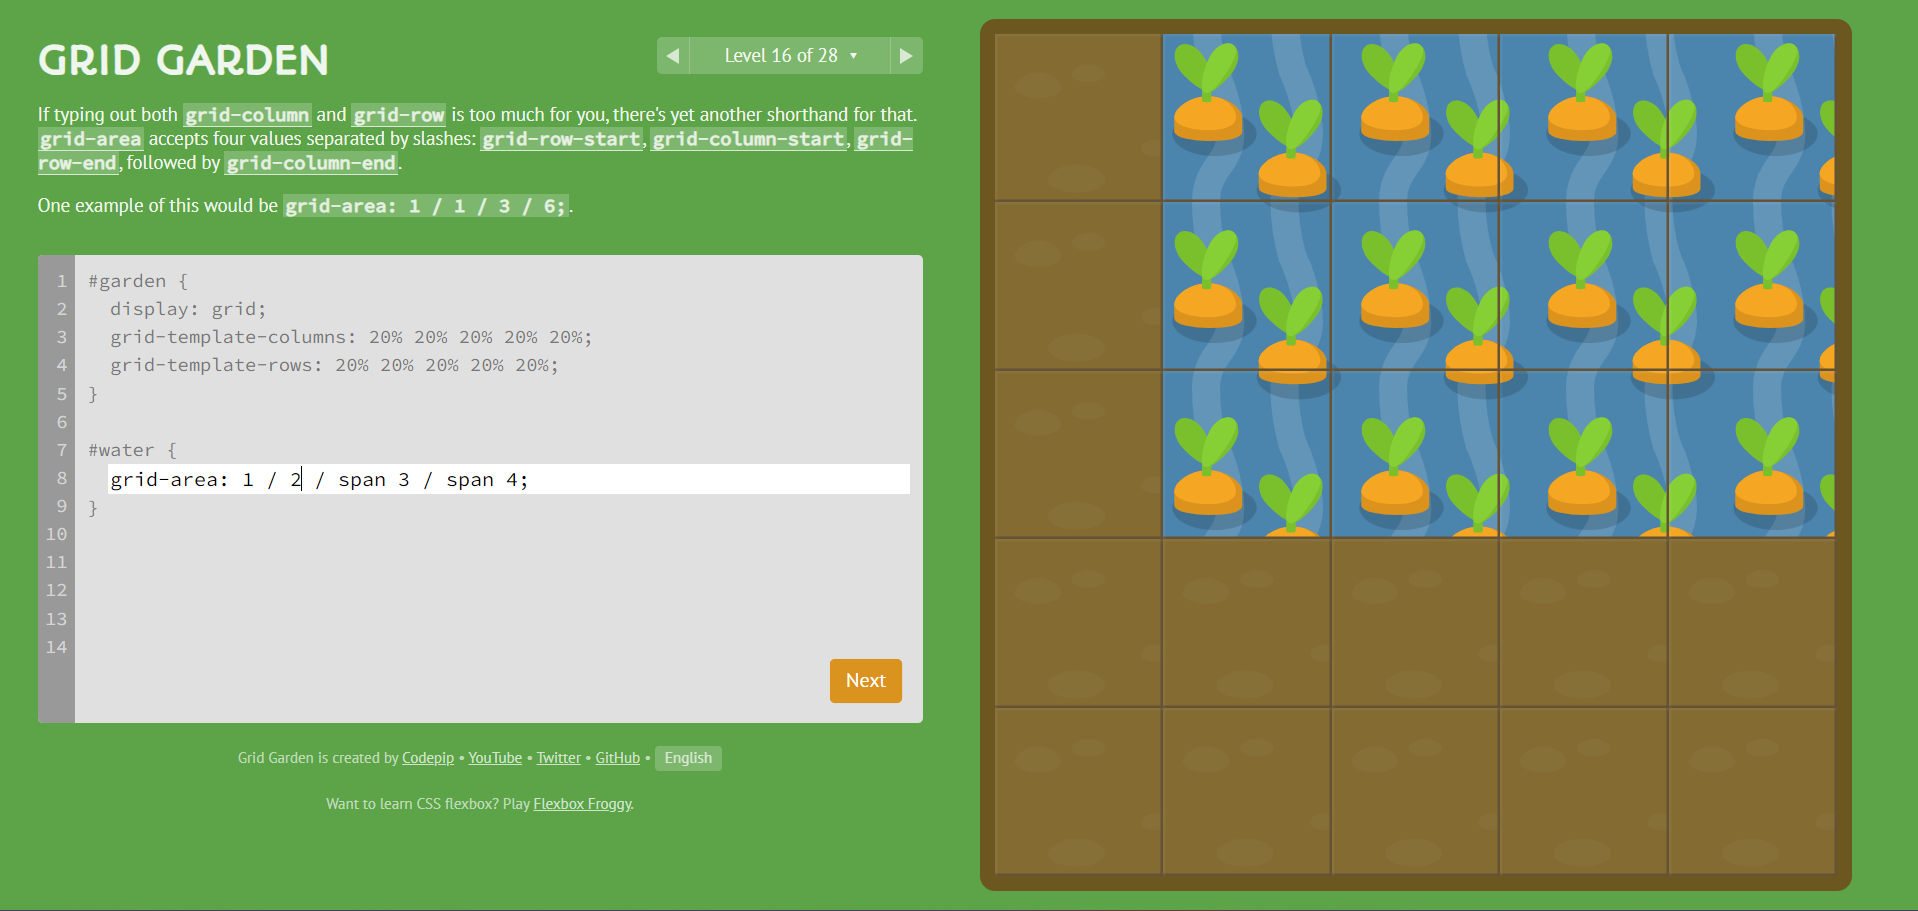 GRID GARDEN
◀ Level 16 of 28 ▼ ▶
If typing out both grid-column and grid-row is too much for you, there's yet another shorthand for that.
grid-area accepts four values separated by slashes: grid-row-start, grid-column-start, grid-
row-end, followed by grid-column-end.
One example of this would be grid-area: 1 / 1 / 3 / 6;.
1 #garden {
2 display: grid;
3 grid-template-columns: 20% 20% 20% 20% 20%;
4 grid-template-rows: 20% 20% 20% 20% 20%;
5 }
6
7 #water {
8 grid-area: 1 / 2 / span 3 / span 4;
9 }
10
11
12
13
14
Next
Grid Garden is created by Codepip • YouTube • Twitter • GitHub • English
Want to learn CSS flexbox? Play Flexbox Froggy.